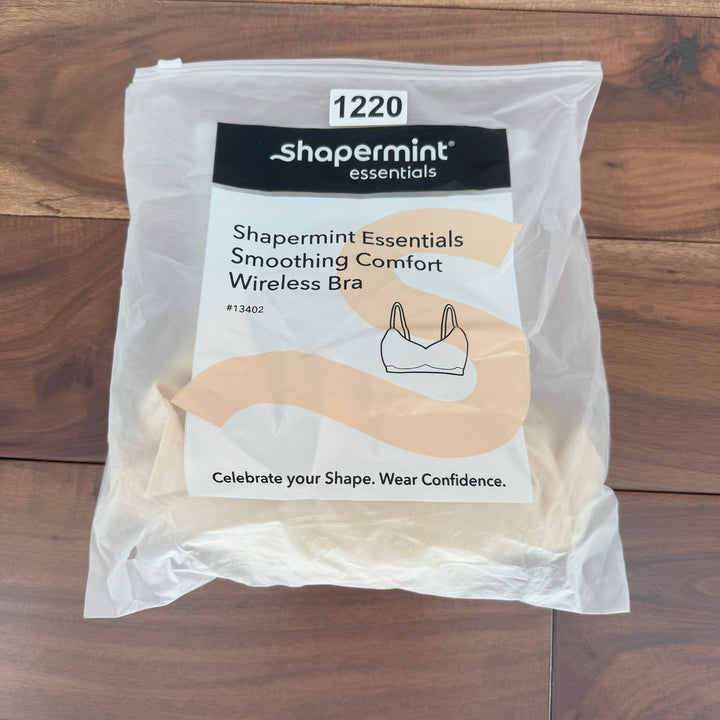 1220
shapermint®
essentials
Shapermint Essentials
Smoothing Comfort
Wireless Bra
#13402
Celebrate your Shape. Wear Confidence.